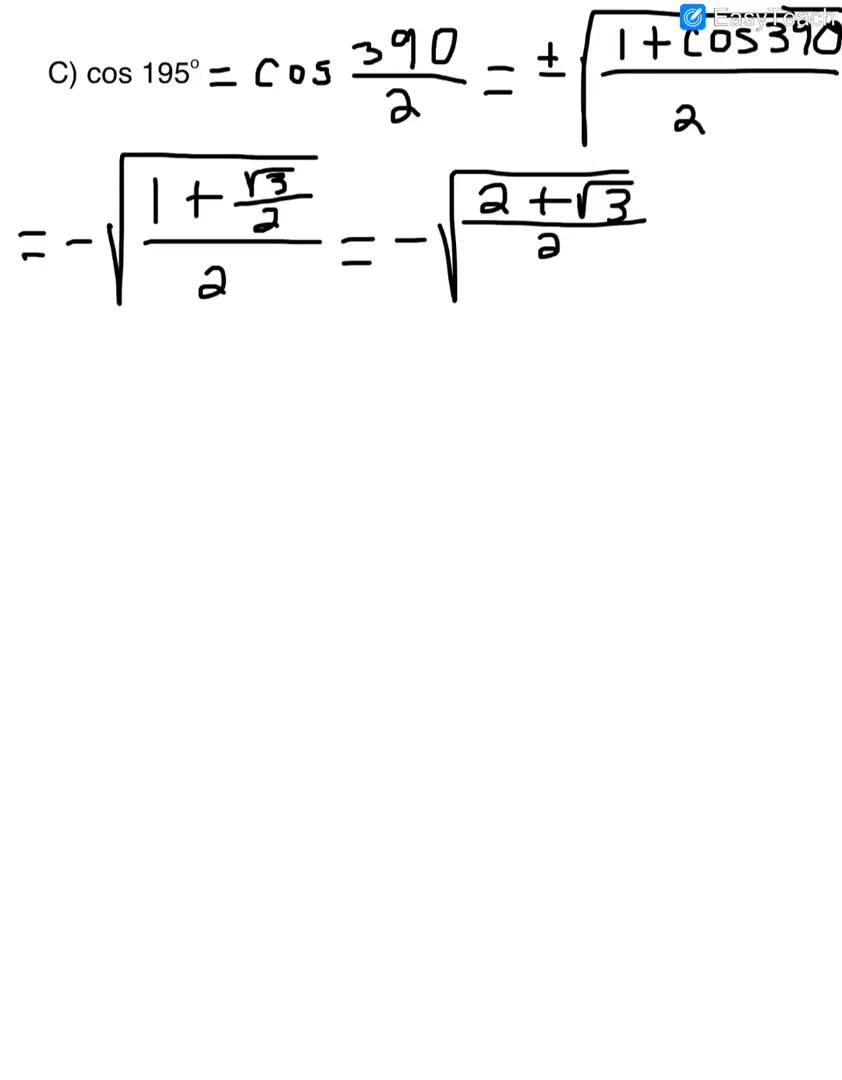 EasyTeach
C) cos 195° = cos 390/2 = ± √((1 + cos 390)/2)
= - √((1 + √3/2)/2) = - √((2 + √3)/2)